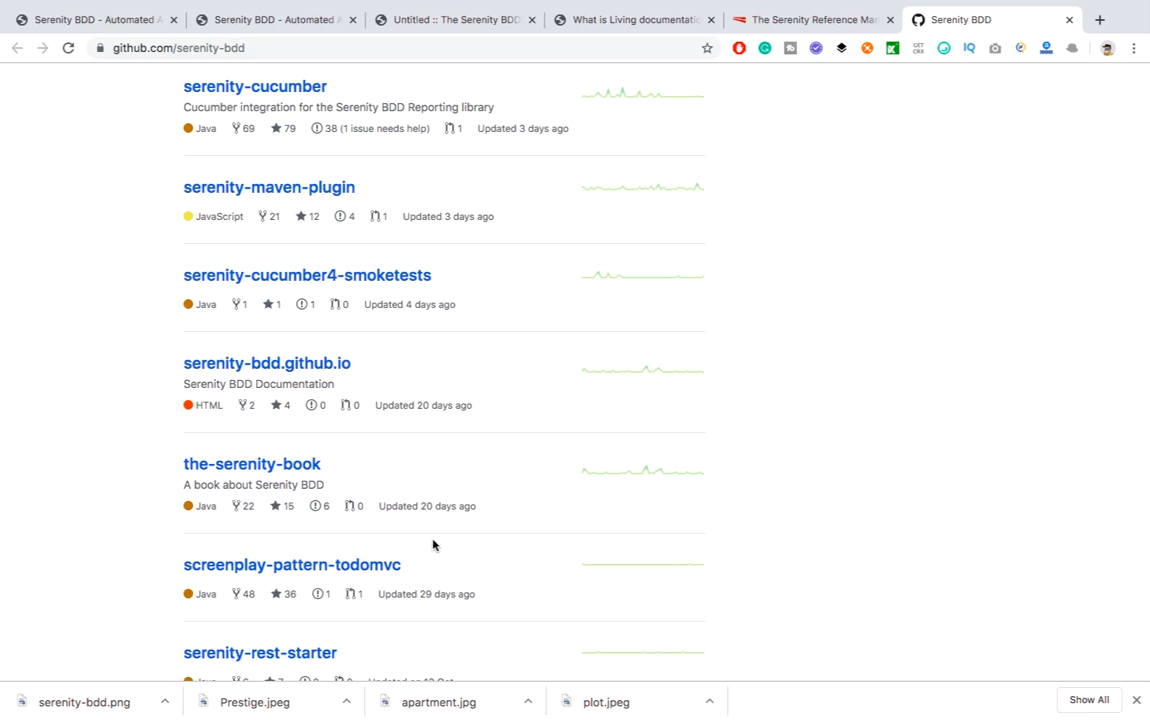 Serenity BDD - Automated A
Serenity BDD - Automated A
Untitled :: The Serenity BDD
What is Living documentatio
The Serenity Reference Man
Serenity BDD
github.com/serenity-bdd
GET
CRX
IQ
serenity-cucumber
Cucumber integration for the Serenity BDD Reporting library
Java 69 79 38 (1 issue needs help) 1 Updated 3 days ago
serenity-maven-plugin
JavaScript 21 12 4 1 Updated 3 days ago
serenity-cucumber4-smoketests
Java 1 1 1 0 Updated 4 days ago
serenity-bdd.github.io
Serenity BDD Documentation
HTML 2 4 0 0 Updated 20 days ago
the-serenity-book
A book about Serenity BDD
Java 22 15 6 0 Updated 20 days ago
screenplay-pattern-todomvc
Java 48 36 1 1 Updated 29 days ago
serenity-rest-starter
serenity-bdd.png
Prestige.jpeg
apartment.jpg
plot.jpeg
Show All